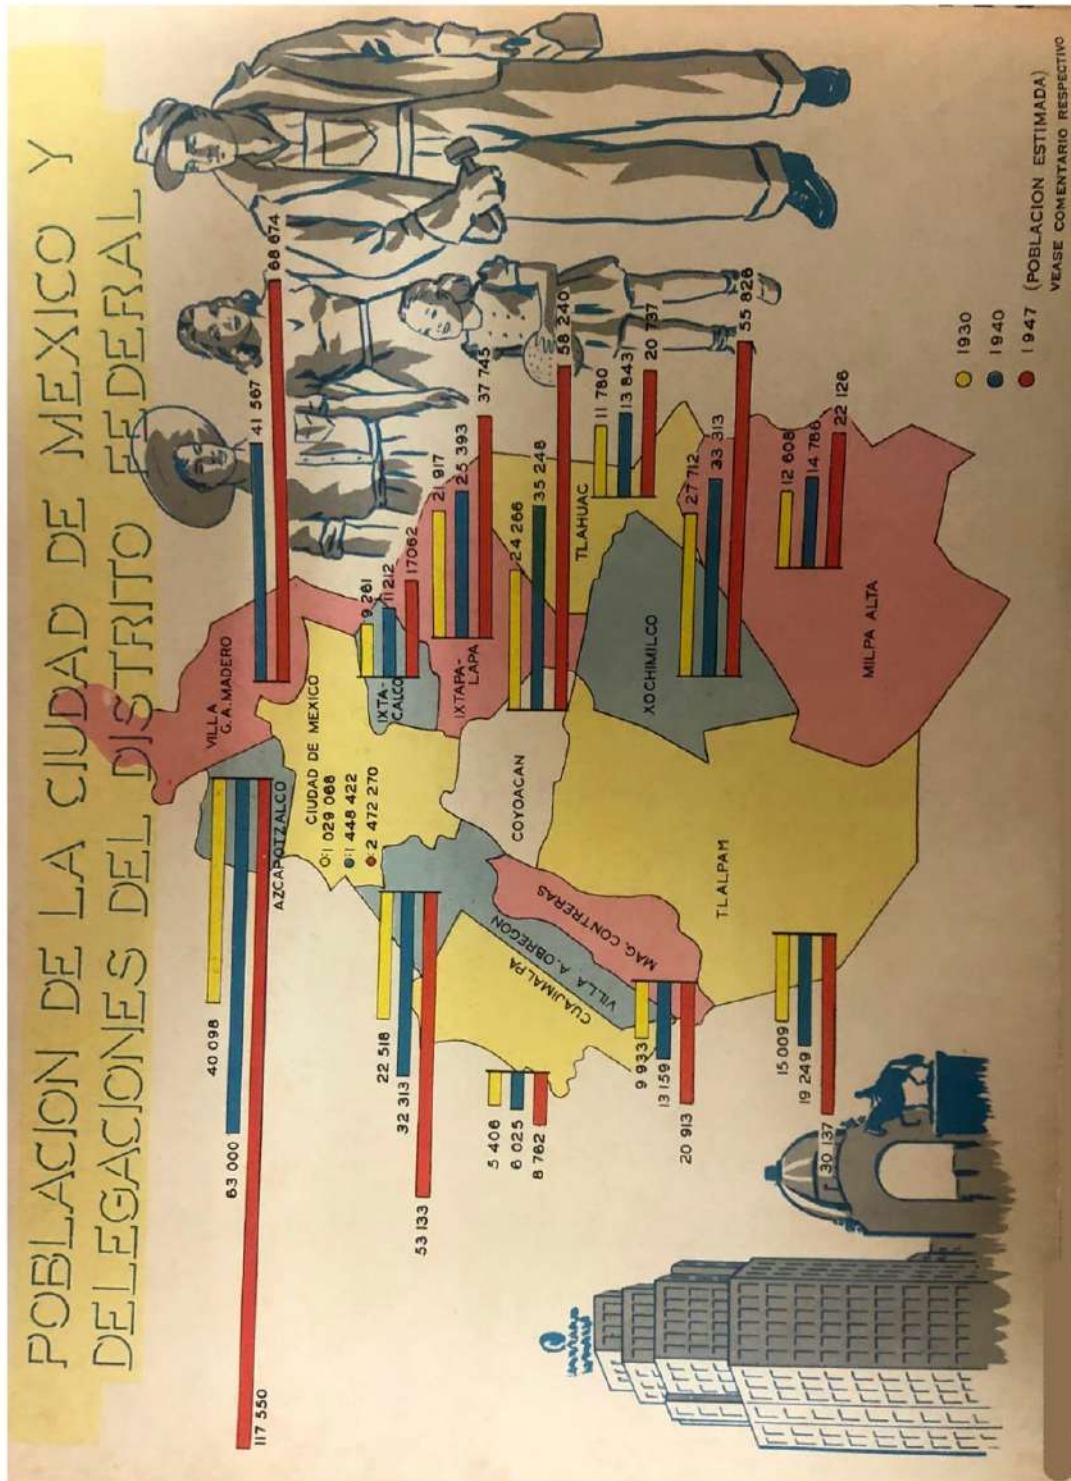 POBLACION DE LA CIUDAD DE MEXICO Y
DELEGACIONES DEL DISTRITO FEDERAL
40 098
63 000
117 550
AZCAPOTZALCO
VILLA
G. A. MADERO
41 567
68 674
CIUDAD DE MEXICO
1 029 068
1 448 422
2 472 270
IXTA-
CALCO
9 261
11 212
17062
22 518
32 313
53 133
VILLA A. OBREGON
IXTAPA-
LAPA
21 917
25 393
37 745
5 406
6 025
8 762
CUAJIMALPA
COYOACAN
24 266
35 248
58 240
9 933
13 159
20 913
MAG. CONTRERAS
TLAHUAC
11 780
13 843
20 737
XOCHIMILCO
27 712
33 313
55 826
15 009
19 249
30 137
TLALPAM
MILPA ALTA
12 608
14 786
22 126
1930
1940
1947 (POBLACION ESTIMADA)
VEASE COMENTARIO RESPECTIVO